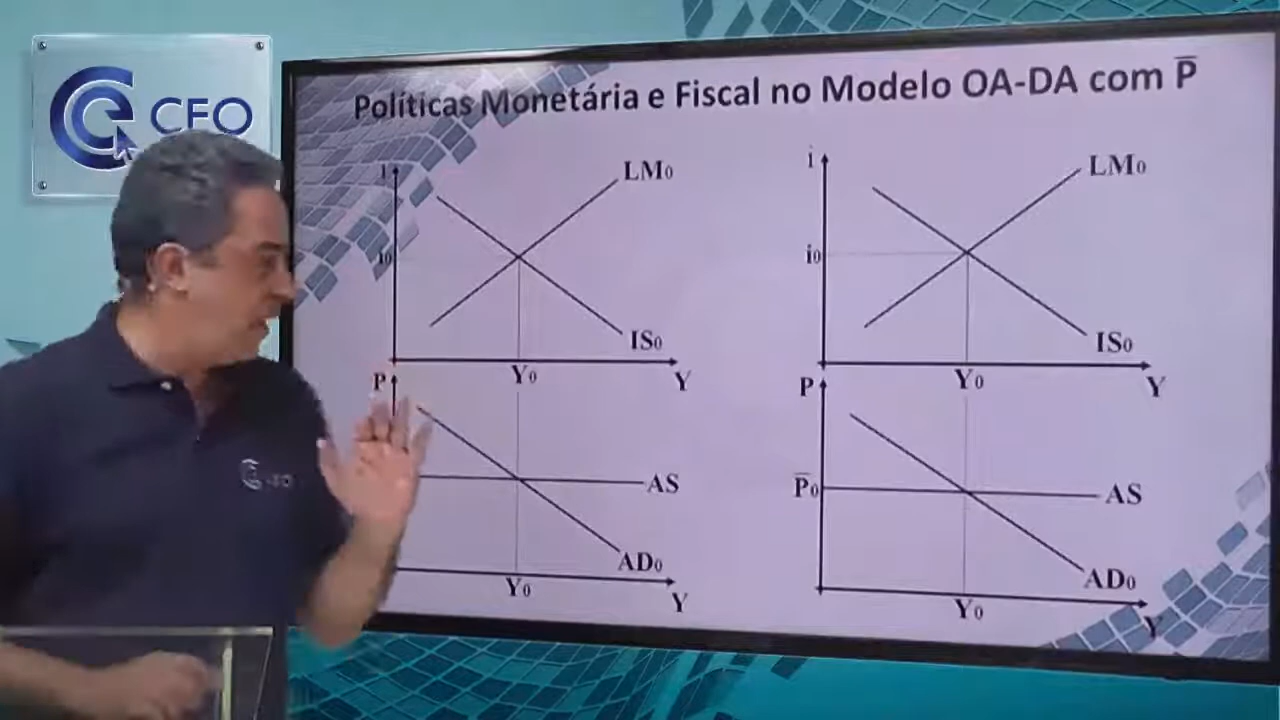 CEO
Políticas Monetária e Fiscal no Modelo OA-DA com P̅
i
LM₀
i₀
IS₀
Y₀
Y
P
AS
AD₀
Y₀
Y
i
LM₀
i₀
IS₀
Y₀
Y
P
P̅₀
AS
AD₀
Y₀
Y